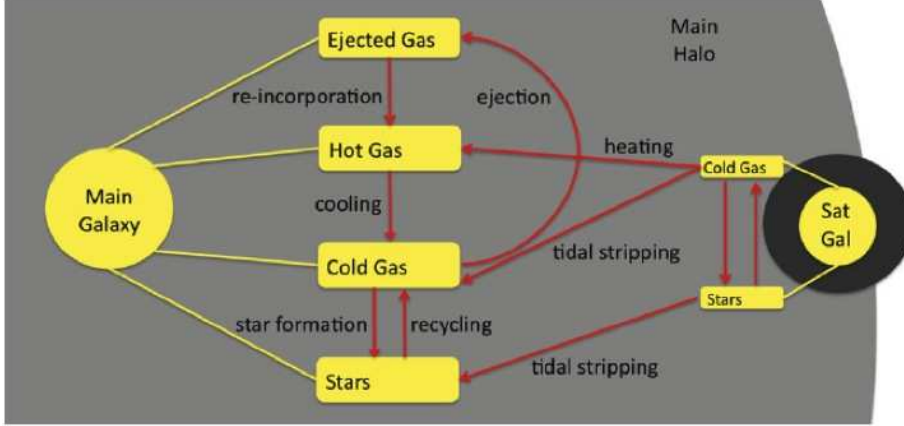 Ejected Gas
Main
Halo
re-incorporation
ejection
Hot Gas
heating
Cold Gas
Main
Galaxy
cooling
Sat
Gal
Cold Gas
tidal stripping
Stars
star formation
recycling
Stars
tidal stripping